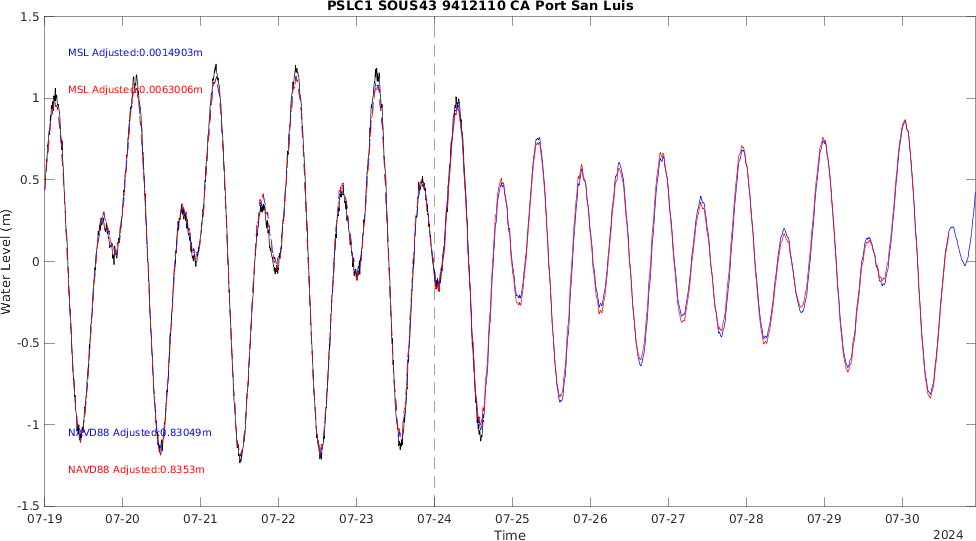 PSLC1 SOUS43 9412110 CA Port San Luis
1.5
MSL Adjusted:0.0014903m
1
MSL Adjusted:0.0063006m
0.5
Water Level (m)
0
-0.5
-1
NAVD88 Adjusted:0.83049m
NAVD88 Adjusted:0.8353m
-1.5
07-19 07-20 07-21 07-22 07-23 07-24 07-25 07-26 07-27 07-28 07-29 07-30
Time
2024